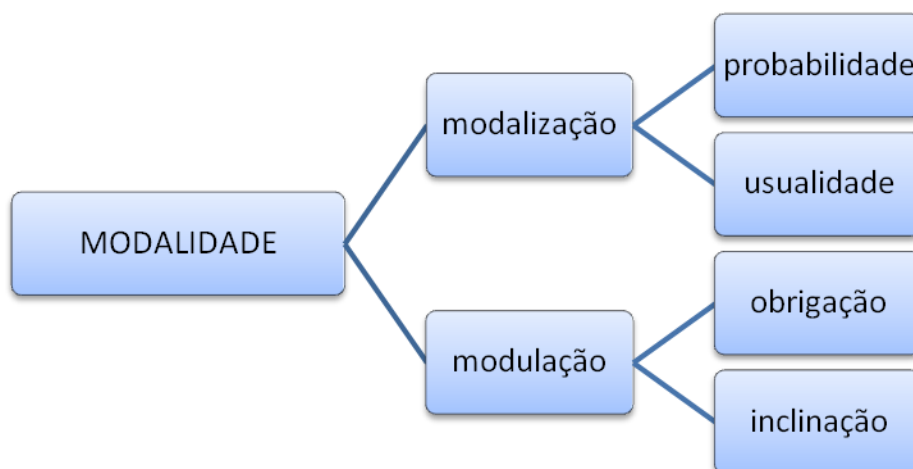 MODALIDADE
modalização
probabilidade
usualidade
modulação
obrigação
inclinação